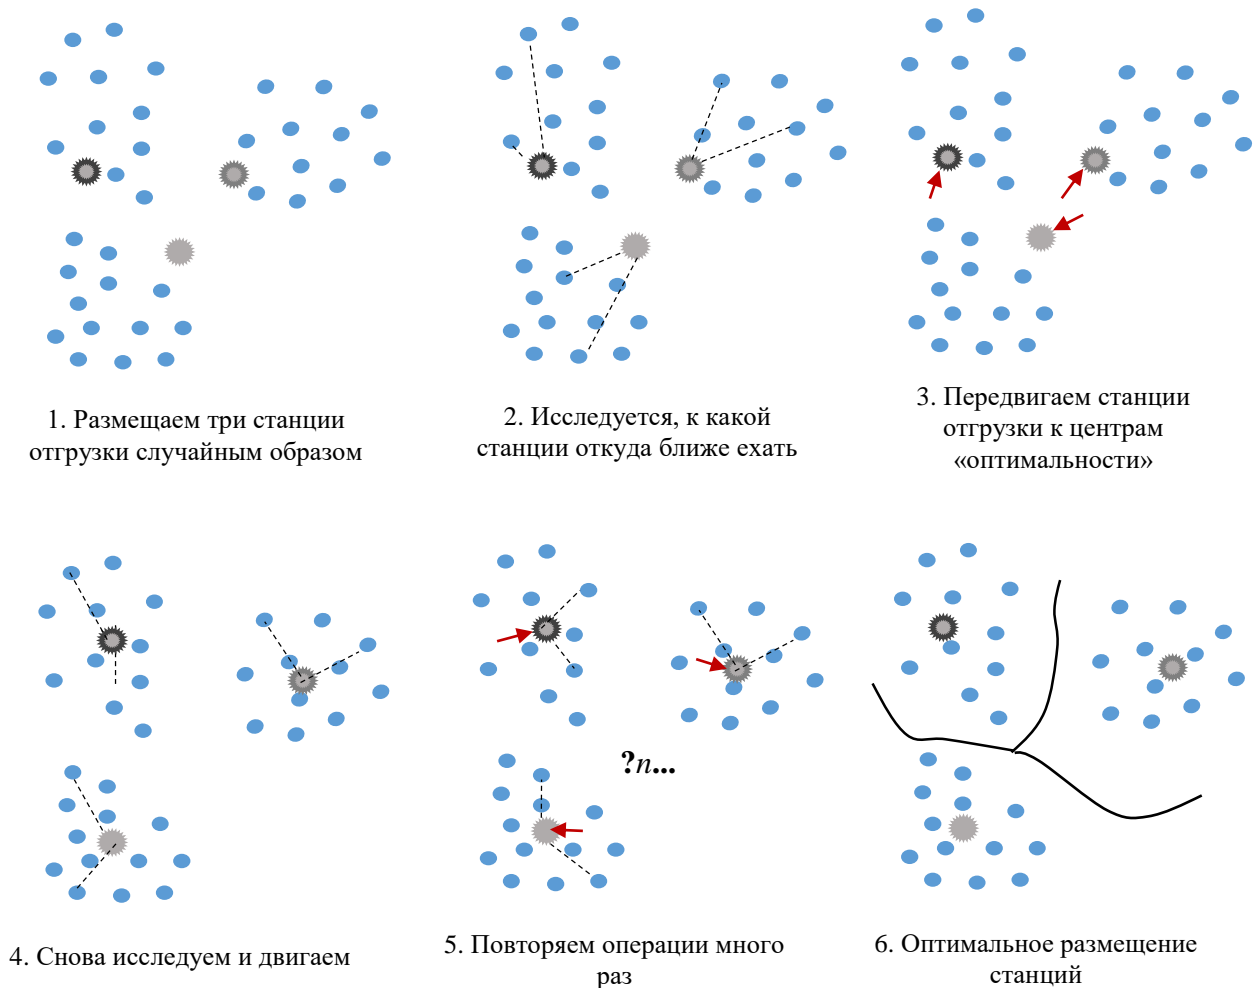 1. Размещаем три станции
отгрузки случайным образом
2. Исследуется, к какой
станции откуда ближе ехать
3. Передвигаем станции
отгрузки к центрам
«оптимальности»
?n...
4. Снова исследуем и двигаем
5. Повторяем операции много
раз
6. Оптимальное размещение
станций